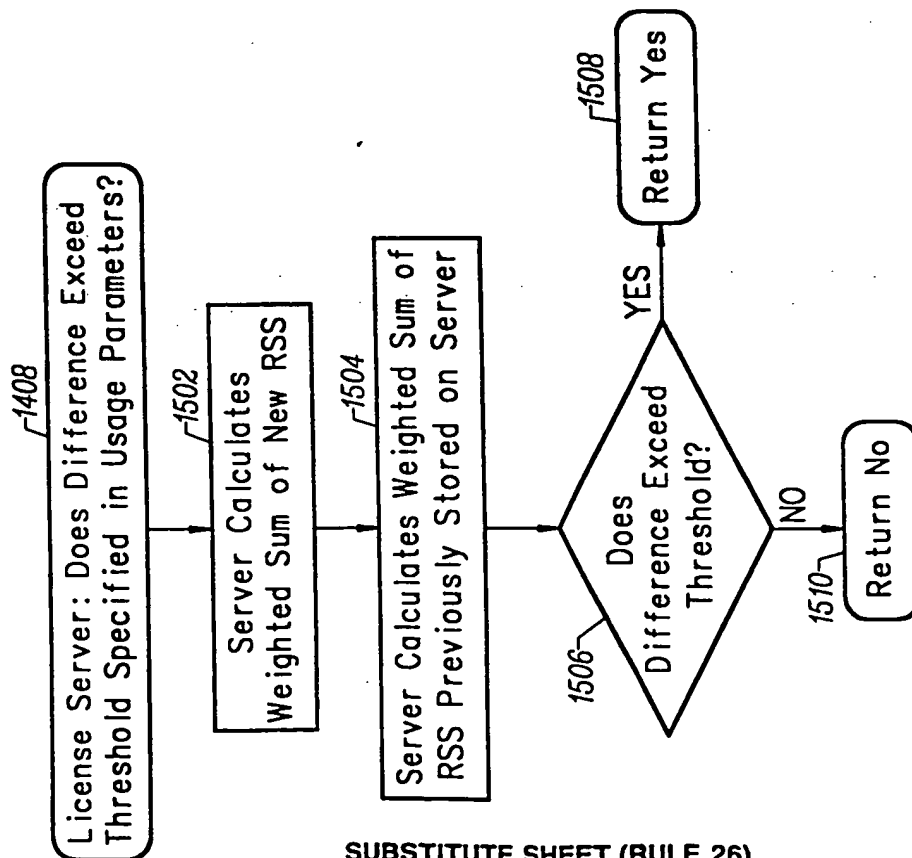 1408
License Server: Does Difference Exceed
Threshold Specified in Usage Parameters?
1502
Server Calculates
Weighted Sum of New RSS
1504
Server Calculates Weighted Sum of
RSS Previously Stored on Server
1506
Does
Difference Exceed
Threshold?
YES
1508
Return Yes
NO
1510
Return No
SUBSTITUTE SHEET (RULE 26)